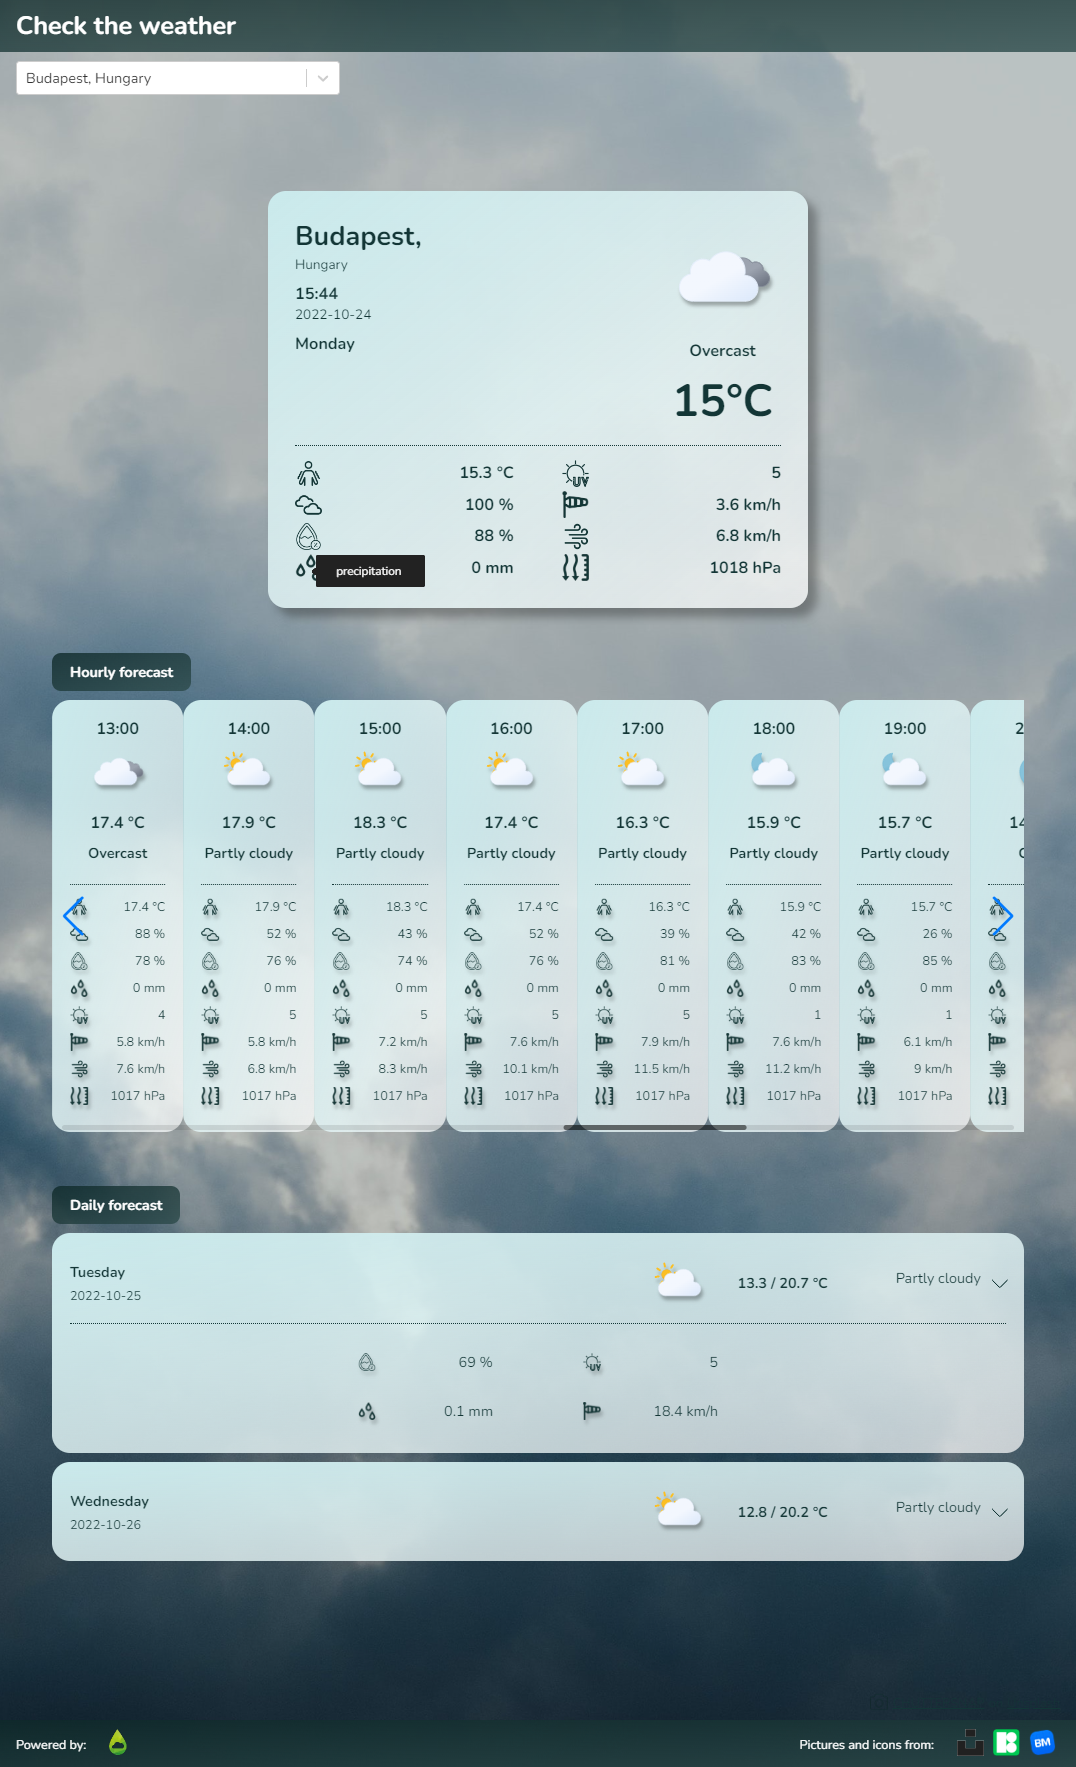 Check the weather
Budapest, Hungary
Budapest,
Hungary
15:44
2022-10-24
Monday
Overcast
15°C
15.3 °C
5
100 %
3.6 km/h
88 %
6.8 km/h
precipitation
0 mm
1018 hPa
Hourly forecast
13:00
17.4 °C
Overcast
17.4 °C
88 %
78 %
0 mm
UV 4
5.8 km/h
7.6 km/h
1017 hPa
14:00
17.9 °C
Partly cloudy
17.9 °C
52 %
76 %
0 mm
UV 5
5.8 km/h
6.8 km/h
1017 hPa
15:00
18.3 °C
Partly cloudy
18.3 °C
43 %
74 %
0 mm
UV 5
7.2 km/h
8.3 km/h
1017 hPa
16:00
17.4 °C
Partly cloudy
17.4 °C
52 %
76 %
0 mm
UV 5
7.6 km/h
10.1 km/h
1017 hPa
17:00
16.3 °C
Partly cloudy
16.3 °C
39 %
81 %
0 mm
UV 5
7.9 km/h
11.5 km/h
1017 hPa
18:00
15.9 °C
Partly cloudy
15.9 °C
42 %
83 %
0 mm
UV 1
7.6 km/h
11.2 km/h
1017 hPa
19:00
15.7 °C
Partly cloudy
15.7 °C
26 %
85 %
0 mm
UV 1
6.1 km/h
9 km/h
1017 hPa
2
14
UV
Daily forecast
Tuesday
2022-10-25
13.3 / 20.7 °C
Partly cloudy
69 %
UV 5
0.1 mm
18.4 km/h
Wednesday
2022-10-26
12.8 / 20.2 °C
Partly cloudy
Powered by:
Pictures and icons from:
BM